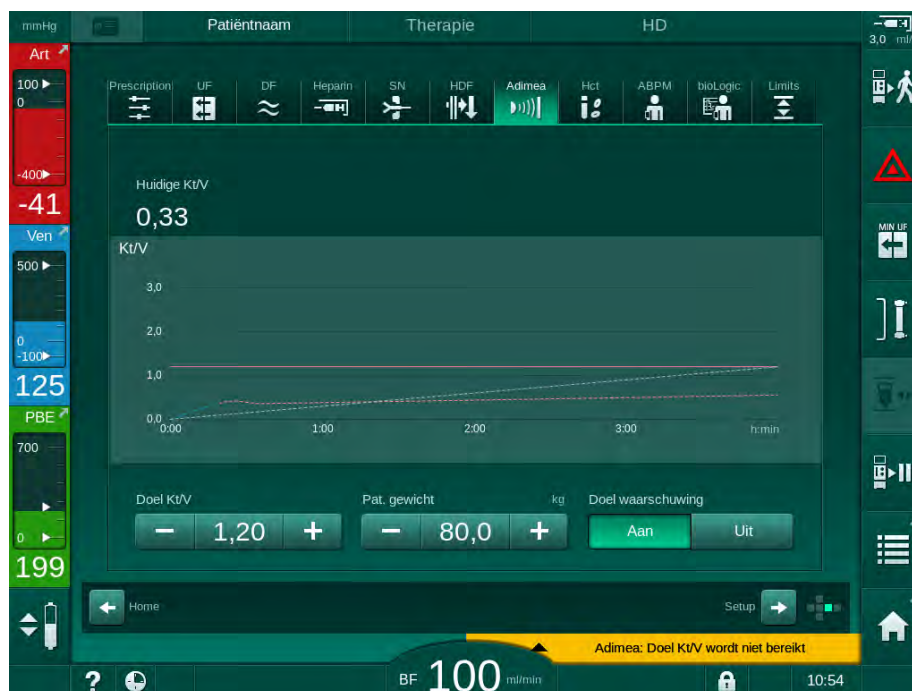 mmHg Patiëntnaam Therapie HD
3,0 ml/
Art
100
0
-400
-41
Ven
500
0
-100
125
PBE
700
0
199
Prescription UF DF Heparin SN HDF Adimea Hct ABPM bioLogic Limits
Huidige Kt/V
0,33
Kt/V
3,0
2,0
1,0
0,0
0:00 1:00 2:00 3:00 h:min
Doel Kt/V Pat. gewicht kg Doel waarschuwing
1,20 80,0 Aan Uit
Home Setup
MIN UF
Adimea: Doel Kt/V wordt niet bereikt
? BF 100 ml/min 10:54